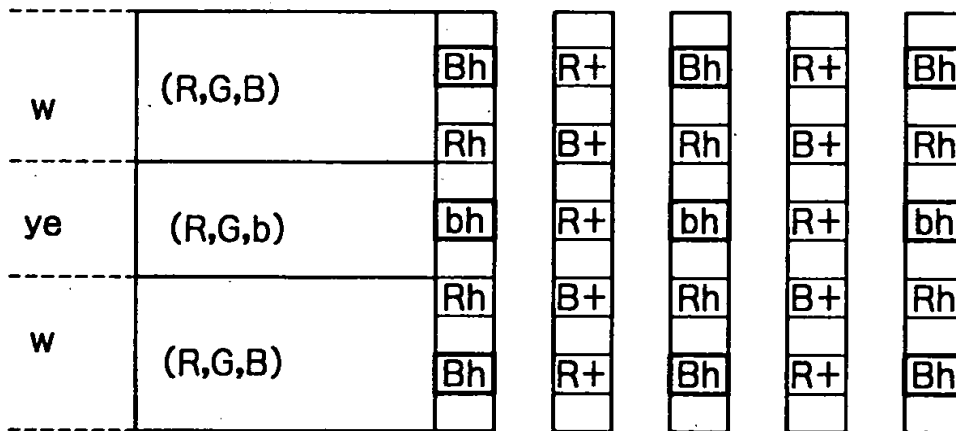 (R,G,B) Bh R+ Bh R+ Bh
w
Rh B+ Rh B+ Rh
ye (R,G,b) bh R+ bh R+ bh
Rh B+ Rh B+ Rh
w
(R,G,B) Bh R+ Bh R+ Bh